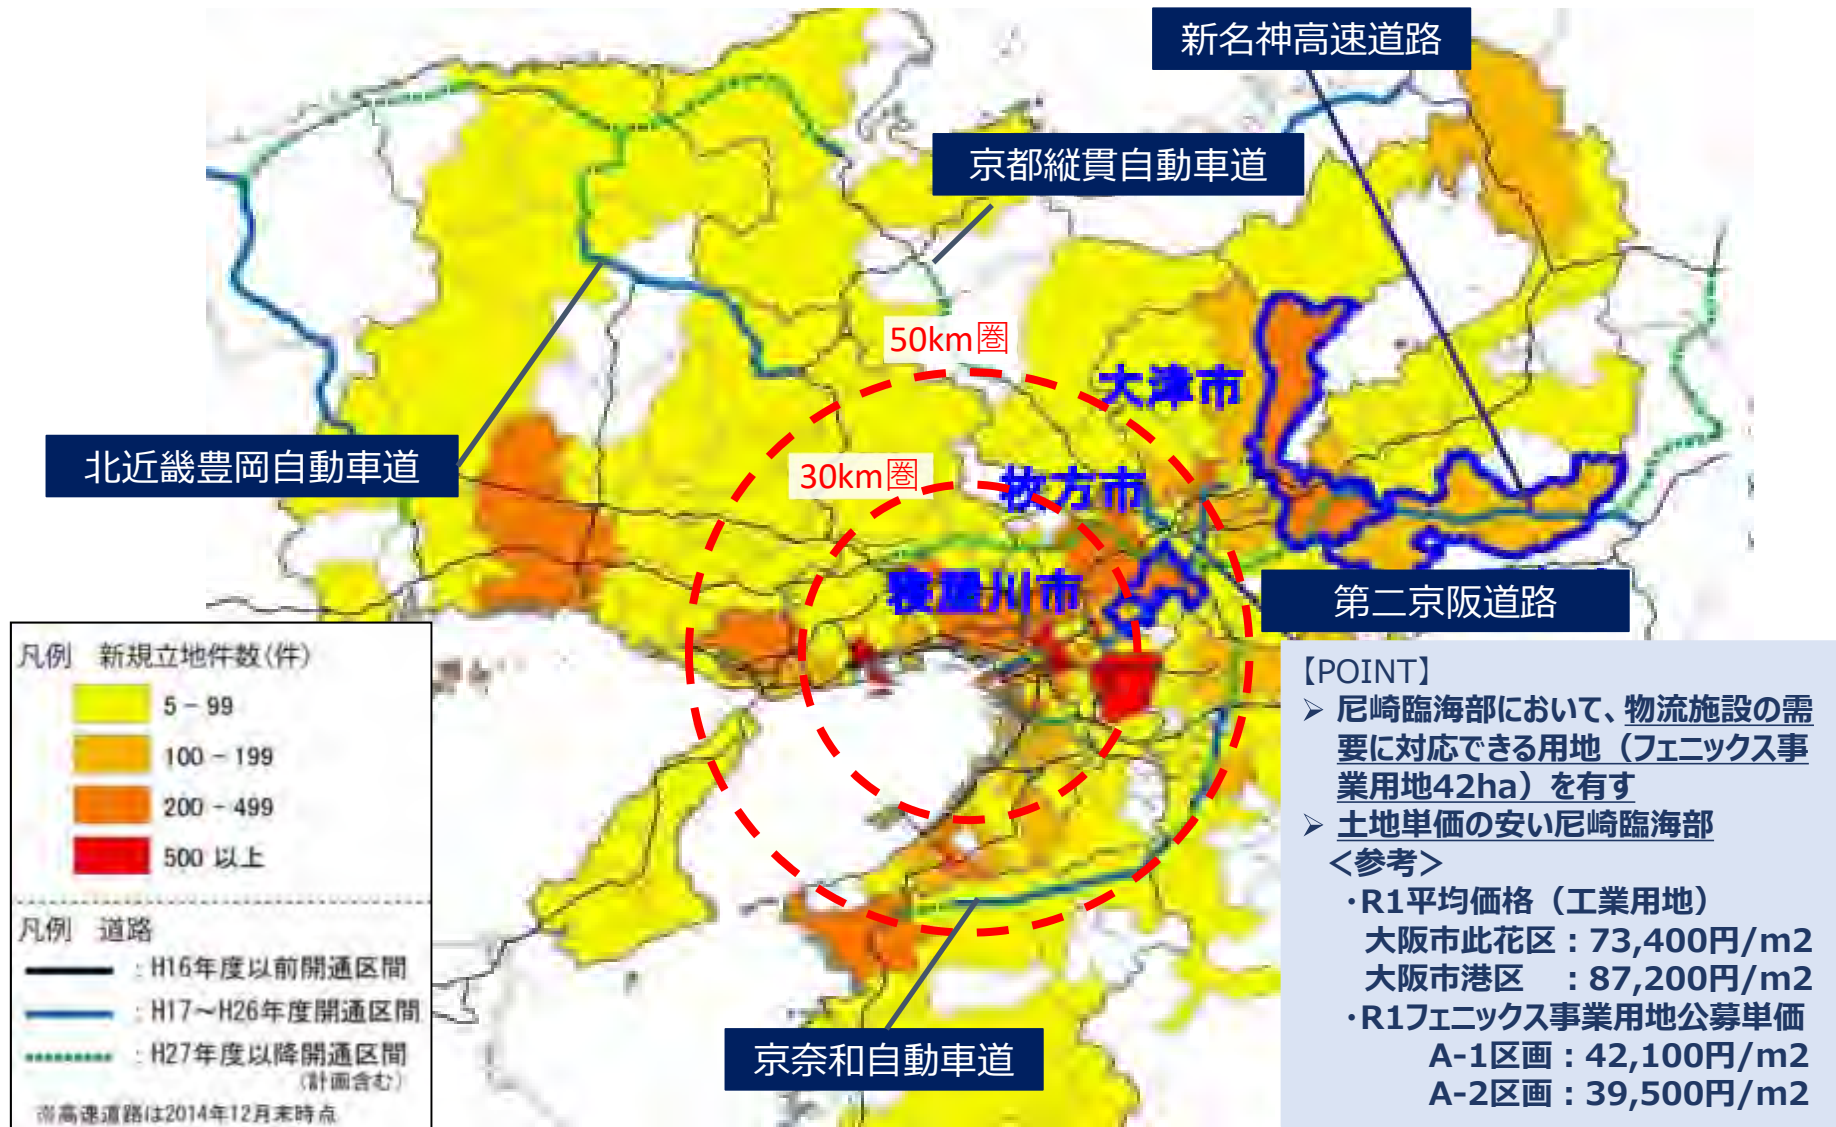 新名神高速道路
京都縦貫自動車道
50km圏
大津市
北近畿豊岡自動車道
30km圏
枚方市
寝屋川市
第二京阪道路
京奈和自動車道
凡例 新規立地件数(件)
5 - 99
100 - 199
200 - 499
500 以上
凡例 道路
: H16年度以前開通区間
: H17～H26年度開通区間
: H27年度以降開通区間
(計画含む)
※高速道路は2014年12月末時点
【POINT】
➢ 尼崎臨海部において、物流施設の需
要に対応できる用地（フェニックス事
業用地42ha）を有す
➢ 土地単価の安い尼崎臨海部
＜参考＞
・R1平均価格（工業用地）
大阪市此花区：73,400円/m2
大阪市港区　：87,200円/m2
・R1フェニックス事業用地公募単価
A-1区画：42,100円/m2
A-2区画：39,500円/m2